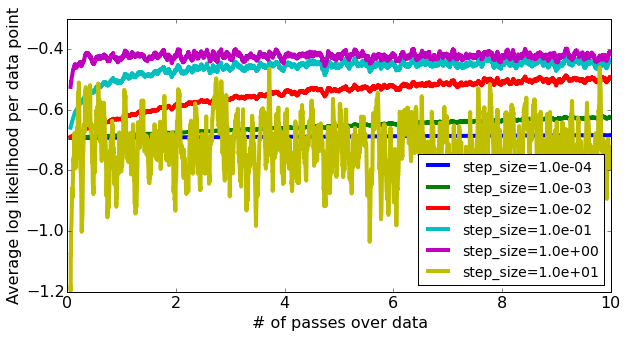 Average log likelihood per data point
−0.4
−0.6
−0.8
−1.0
−1.2
step_size=1.0e-04
step_size=1.0e-03
step_size=1.0e-02
step_size=1.0e-01
step_size=1.0e+00
step_size=1.0e+01
0 2 4 6 8 10
# of passes over data